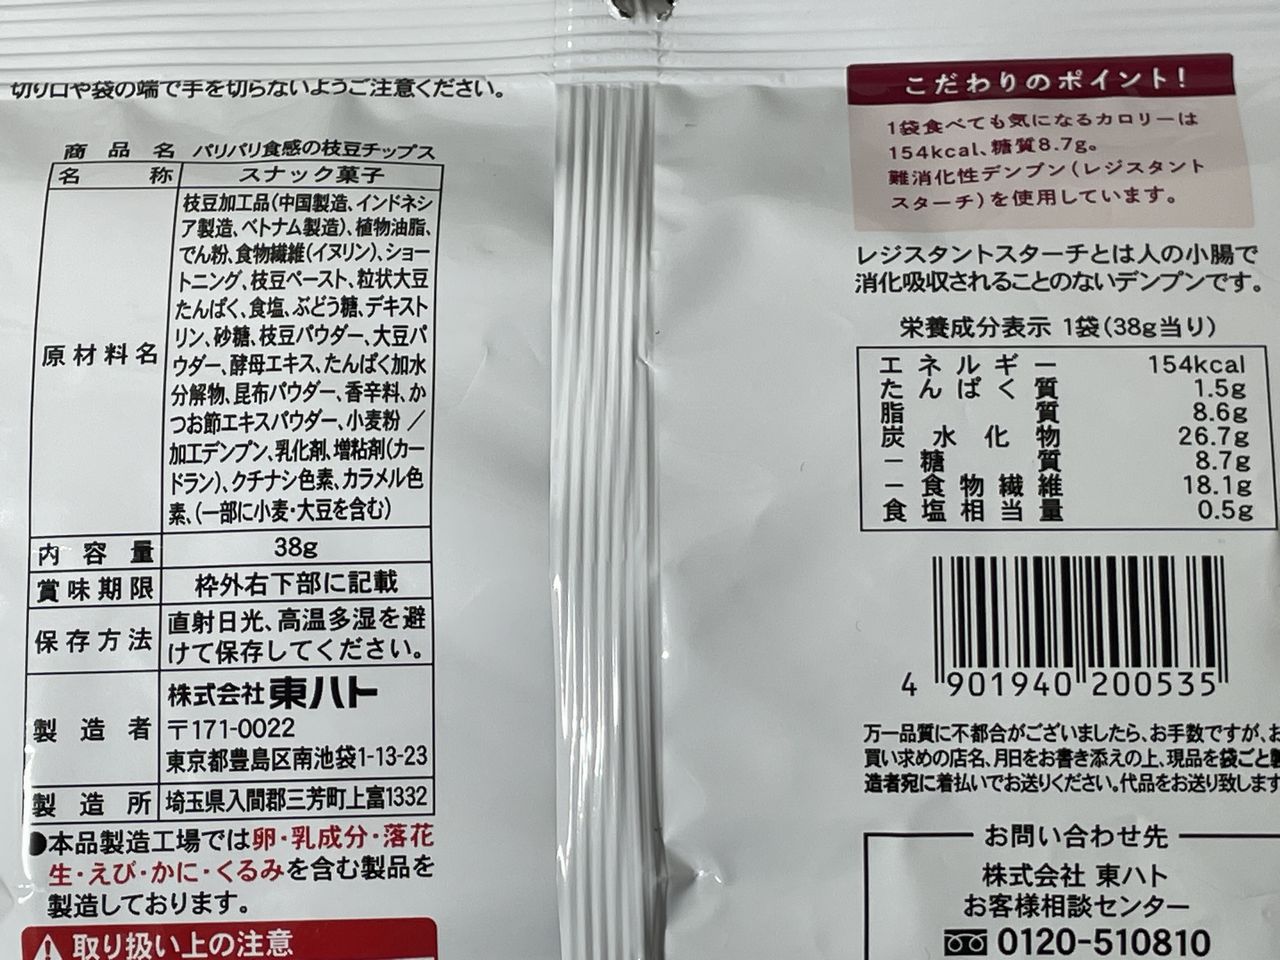 切り口や袋の端で手を切らないようご注意ください。
商品名 パリパリ食感の枝豆チップス
名称 スナック菓子
原材料名
枝豆加工品(中国製造、インドネシ
ア製造、ベトナム製造)、植物油脂、
でん粉、食物繊維(イヌリン)、ショー
トニング、枝豆ペースト、粒状大豆
たんぱく、食塩、ぶどう糖、デキスト
リン、砂糖、枝豆パウダー、大豆パ
ウダー、酵母エキス、たんぱく加水
分解物、昆布パウダー、香辛料、か
つお節エキスパウダー、小麦粉／
加工デンプン、乳化剤、増粘剤(カー
ドラン)、クチナシ色素、カラメル色
素、(一部に小麦・大豆を含む)
内容量 38g
賞味期限 枠外右下部に記載
保存方法
直射日光、高温多湿を避
けて保存してください。
製造者
株式会社 東ハト
〒171-0022
東京都豊島区南池袋1-13-23
製造所 埼玉県入間郡三芳町上富1332
●本品製造工場では卵・乳成分・落花
生・えび・かに・くるみを含む製品を
製造しております。
取り扱い上の注意
こだわりのポイント!
1袋食べても気になるカロリーは
154kcal、糖質8.7g。
難消化性デンプン(レジスタント
スターチ)を使用しています。
レジスタントスターチとは人の小腸で
消化吸収されることのないデンプンです。
栄養成分表示 1袋(38g当り)
エネルギー 154kcal
たんぱく質 1.5g
脂質 8.6g
炭水化物 26.7g
－糖質 8.7g
－食物繊維 18.1g
食塩相当量 0.5g
4 901940 200535
万一品質に不都合がございましたら、お手数ですが、お
買い求めの店名、月日をお書き添えの上、現品を袋ごと製
造者宛に着払いでお送りください。代品をお送り致します
お問い合わせ先
株式会社 東ハト
お客様相談センター
0120-510810